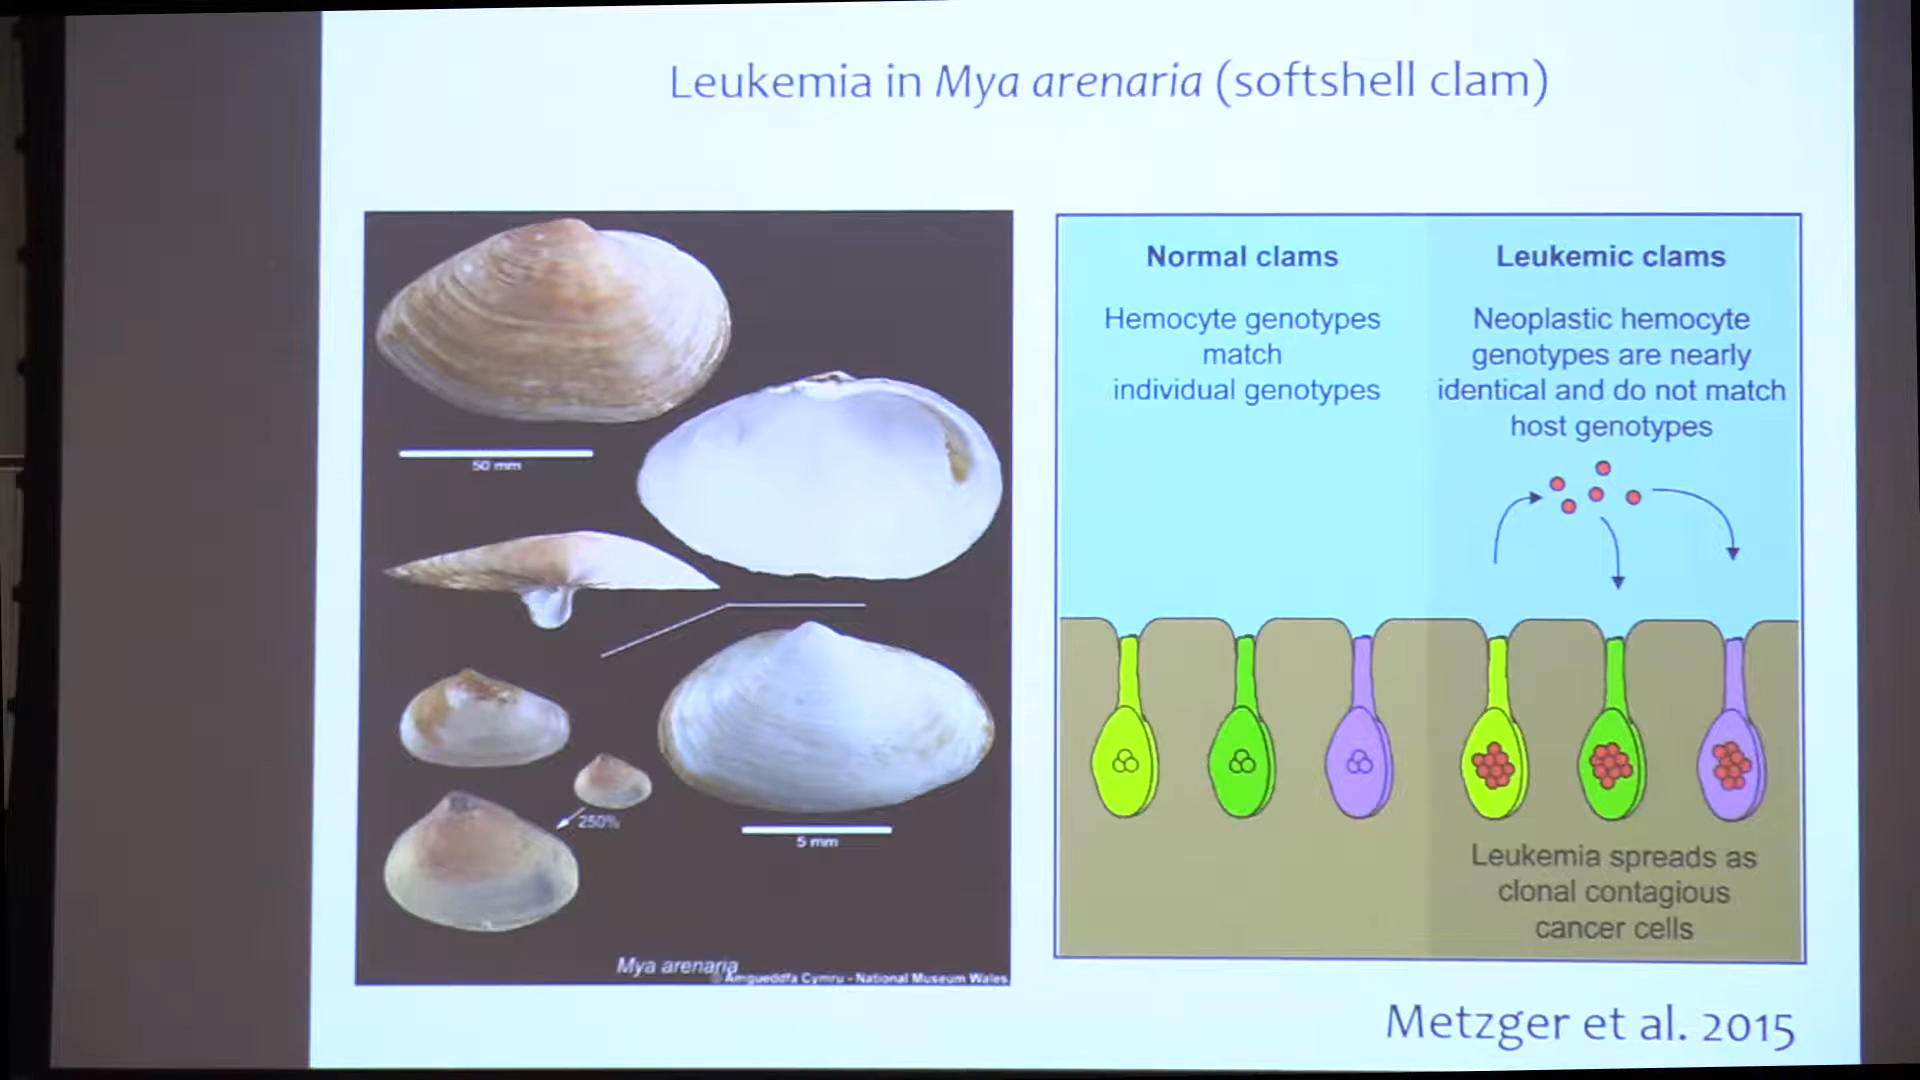 Leukemia in Mya arenaria (softshell clam)
50 mm
250%
5 mm
Mya arenaria
© Amgueddfa Cymru - National Museum Wales
Normal clams
Hemocyte genotypes
match
individual genotypes
Leukemic clams
Neoplastic hemocyte
genotypes are nearly
identical and do not match
host genotypes
Leukemia spreads as
clonal contagious
cancer cells
Metzger et al. 2015